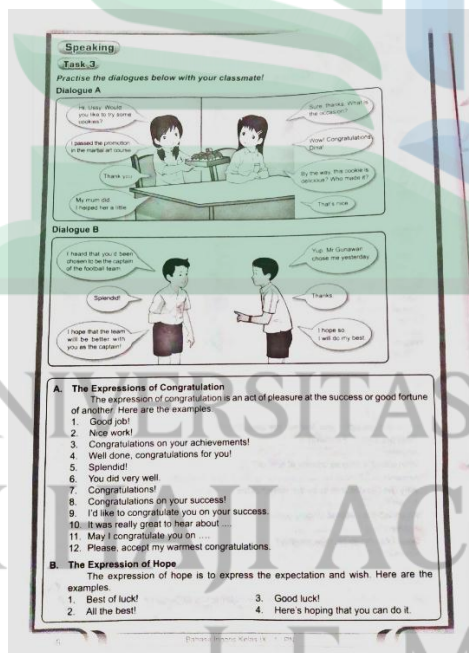 Speaking
Task 3
Practise the dialogues below with your classmate!
Dialogue A
Hi, Ussy. Would
you like to try some
cookies?
Sure, thanks. What is
the occasion?
I passed the promotion
in the martial art course.
Wow! Congratulations,
Dina!
Thank you
By the way, this cookie is
delicious? Who made it?
My mum did.
I helped her a little
That's nice
Dialogue B
I heard that you'd been
chosen to be the captain
of the football team
Yup. Mr Gunawan
chose me yesterday
Splendid!
Thanks
I hope that the team
will be better with
you as the captain!
I hope so.
I will do my best
A. The Expressions of Congratulation
The expression of congratulation is an act of pleasure at the success or good fortune
of another. Here are the examples.
1. Good job!
2. Nice work!
3. Congratulations on your achievements!
4. Well done, congratulations for you!
5. Splendid!
6. You did very well.
7. Congratulations!
8. Congratulations on your success!
9. I'd like to congratulate you on your success.
10. It was really great to hear about ....
11. May I congratulate you on ....
12. Please, accept my warmest congratulations.
B. The Expression of Hope
The expression of hope is to express the expectation and wish. Here are the
examples.
1. Best of luck!
2. All the best!
3. Good luck!
4. Here's hoping that you can do it.
6
Bahasa Inggris Kelas IX
UNIVERSITAS
HAJI AC